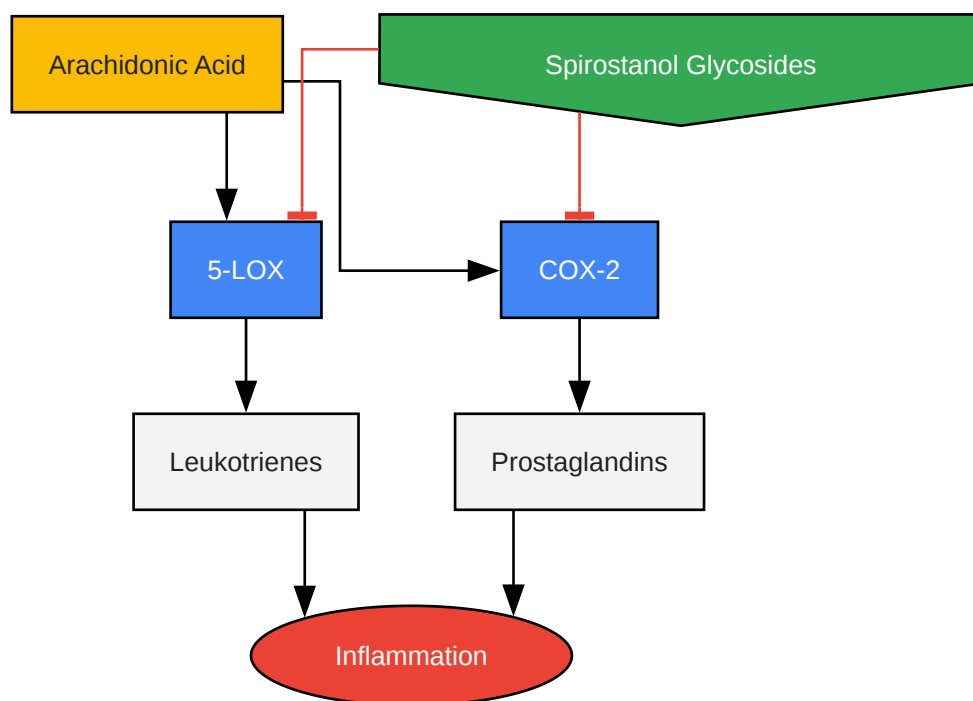 Arachidonic Acid
Spirostanol Glycosides
5-LOX
COX-2
Leukotrienes
Prostaglandins
Inflammation